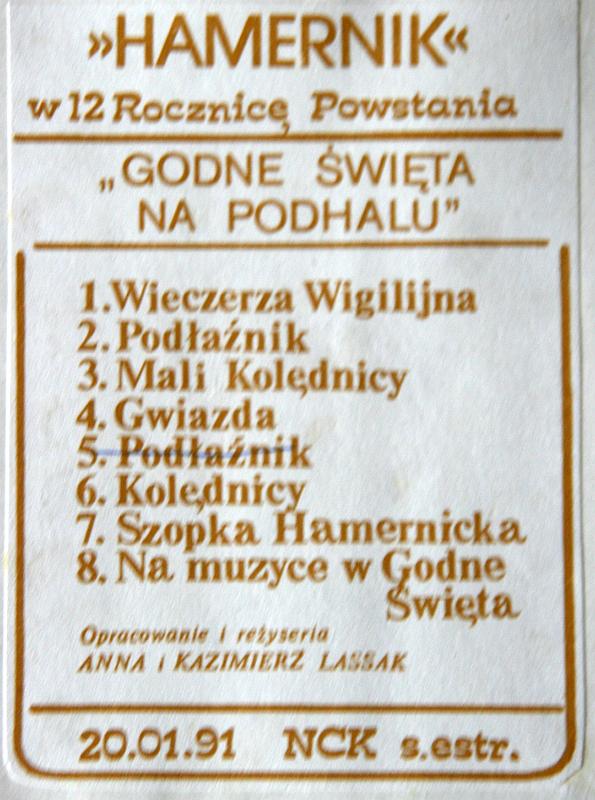 »HAMERNIK«
w 12 Rocznicę Powstania
„GODNE ŚWIĘTA
NA PODHALU”
1. Wieczerza Wigilijna
2. Podłaźnik
3. Mali Kolędnicy
4. Gwiazda
5. Podłaźnik
6. Kolędnicy
7. Szopka Hamernicka
8. Na muzyce w Godne
Święta
Opracowanie i reżyseria
ANNA i KAZIMIERZ LASSAK
20.01.91 NCK s.estr.